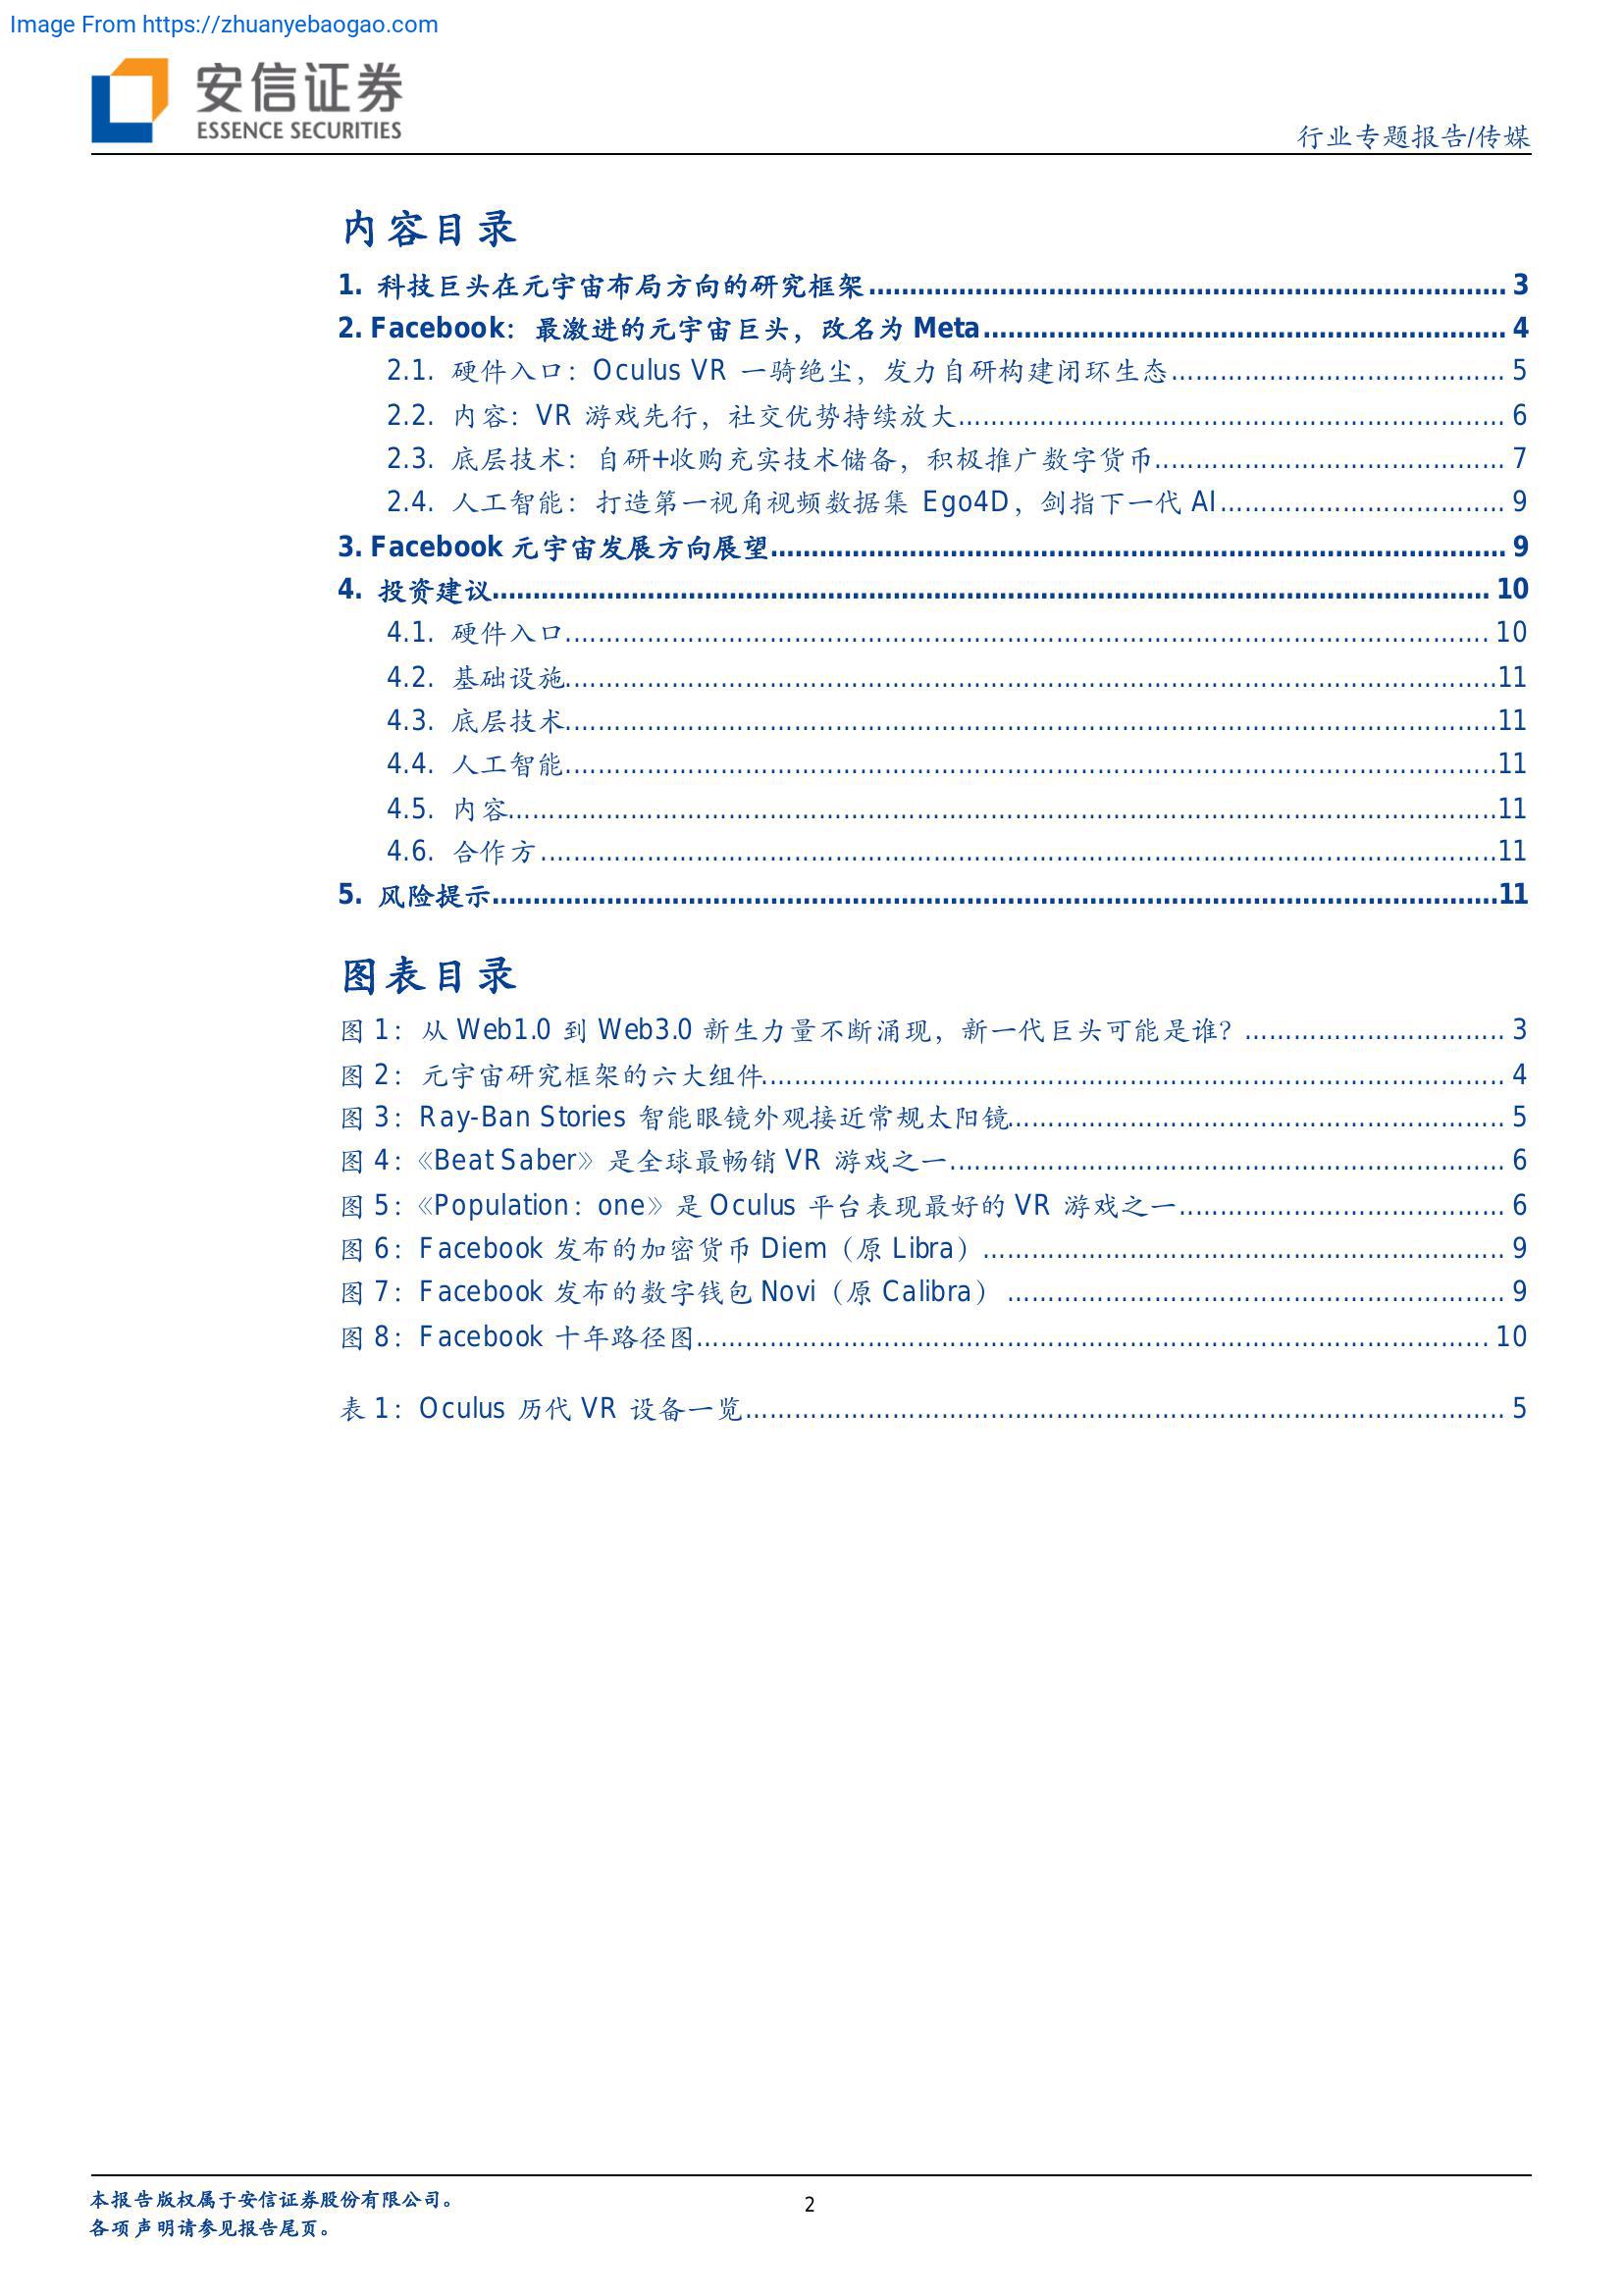 Image From https://zhuanyebaogao.com
安信证券
ESSENCE SECURITIES
行业专题报告/传媒
内容目录
1. 科技巨头在元宇宙布局方向的研究框架 3
2. Facebook：最激进的元宇宙巨头，改名为 Meta 4
2.1. 硬件入口：Oculus VR 一骑绝尘，发力自研构建闭环生态 5
2.2. 内容：VR 游戏先行，社交优势持续放大 6
2.3. 底层技术：自研+收购充实技术储备，积极推广数字货币 7
2.4. 人工智能：打造第一视角视频数据集 Ego4D，剑指下一代 AI 9
3. Facebook 元宇宙发展方向展望 9
4. 投资建议 10
4.1. 硬件入口 10
4.2. 基础设施 11
4.3. 底层技术 11
4.4. 人工智能 11
4.5. 内容 11
4.6. 合作方 11
5. 风险提示 11
图表目录
图 1：从 Web1.0 到 Web3.0 新生力量不断涌现，新一代巨头可能是谁？ 3
图 2：元宇宙研究框架的六大组件 4
图 3：Ray-Ban Stories 智能眼镜外观接近常规太阳镜 5
图 4：《Beat Saber》是全球最畅销 VR 游戏之一 6
图 5：《Population：one》是 Oculus 平台表现最好的 VR 游戏之一 6
图 6：Facebook 发布的加密货币 Diem（原 Libra） 9
图 7：Facebook 发布的数字钱包 Novi（原 Calibra） 9
图 8：Facebook 十年路径图 10
表 1：Oculus 历代 VR 设备一览 5
本报告版权属于安信证券股份有限公司。
各项声明请参见报告尾页。
2